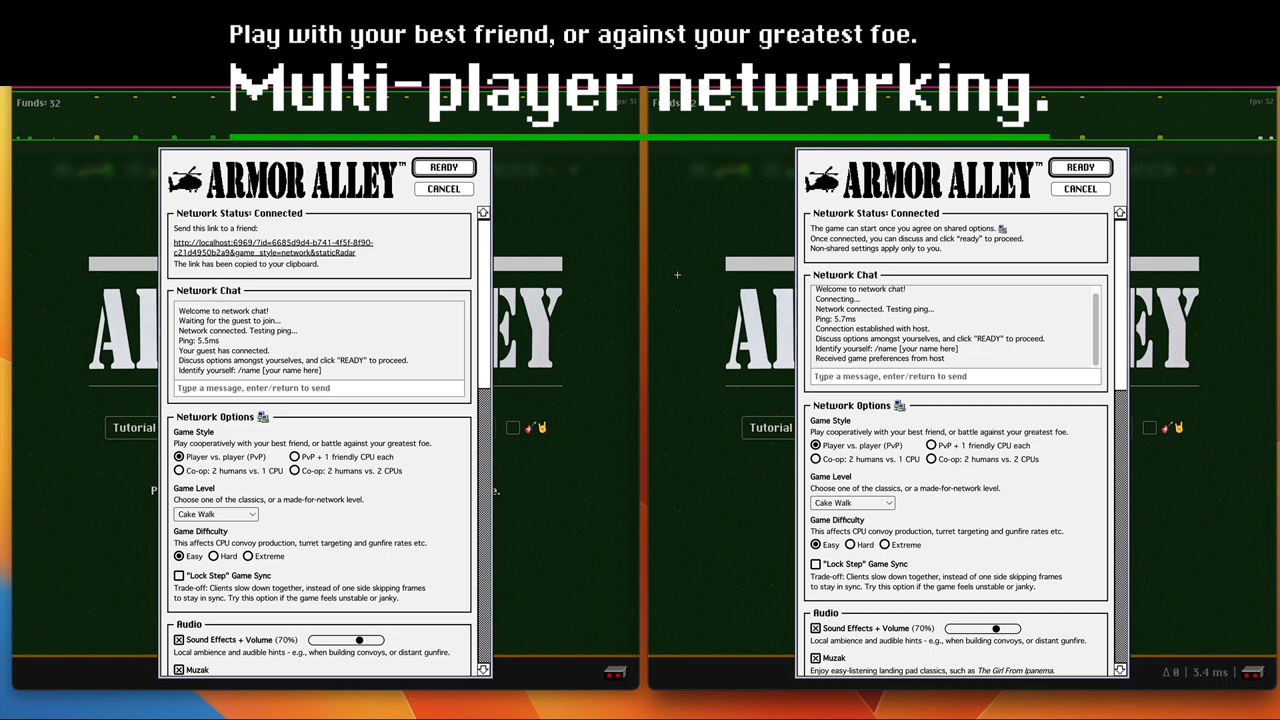 Play with your best friend, or against your greatest foe.
Multi-player networking.
Funds: 32
fps: 31
fps: 32
ARMOR ALLEY™
READY
CANCEL
Network Status: Connected
Send this link to a friend:
http://localhost:6969/?id=6685d9d4-b741-4f5f-8f90-
c21d4950b2a9&game_style=network&staticRadar
The link has been copied to your clipboard.
Network Chat
Welcome to network chat!
Waiting for the guest to join...
Network connected. Testing ping...
Ping: 5.5ms
Your guest has connected.
Discuss options amongst yourselves, and click "READY" to proceed.
Identify yourself: /name [your name here]
Type a message, enter/return to send
Network Options
Game Style
Play cooperatively with your best friend, or battle against your greatest foe.
Player vs. player (PvP) PvP + 1 friendly CPU each
Co-op: 2 humans vs. 1 CPU Co-op: 2 humans vs. 2 CPUs
Game Level
Choose one of the classics, or a made-for-network level.
Cake Walk
Game Difficulty
This affects CPU convoy production, turret targeting and gunfire rates etc.
Easy Hard Extreme
"Lock Step" Game Sync
Trade-off: Clients slow down together, instead of one side skipping frames
to stay in sync. Try this option if the game feels unstable or janky.
Audio
Sound Effects + Volume (70%)
Local ambience and audible hints - e.g., when building convoys, or distant gunfire.
Muzak
Tutorial
ARMOR ALLEY™
READY
CANCEL
Network Status: Connected
The game can start once you agree on shared options.
Once connected, you can discuss and click “ready” to proceed.
Non-shared settings apply only to you.
Network Chat
Welcome to network chat!
Connecting...
Network connected. Testing ping...
Ping: 5.7ms
Connection established with host.
Discuss options amongst yourselves, and click "READY" to proceed.
Identify yourself: /name [your name here]
Received game preferences from host
Type a message, enter/return to send
Network Options
Game Style
Play cooperatively with your best friend, or battle against your greatest foe.
Player vs. player (PvP) PvP + 1 friendly CPU each
Co-op: 2 humans vs. 1 CPU Co-op: 2 humans vs. 2 CPUs
Game Level
Choose one of the classics, or a made-for-network level.
Cake Walk
Game Difficulty
This affects CPU convoy production, turret targeting and gunfire rates etc.
Easy Hard Extreme
"Lock Step" Game Sync
Trade-off: Clients slow down together, instead of one side skipping frames
to stay in sync. Try this option if the game feels unstable or janky.
Audio
Sound Effects + Volume (70%)
Local ambience and audible hints - e.g., when building convoys, or distant gunfire.
Muzak
Enjoy easy-listening landing pad classics, such as The Girl From Ipanema.
Tutorial
Δ 0 | 3.4 ms |